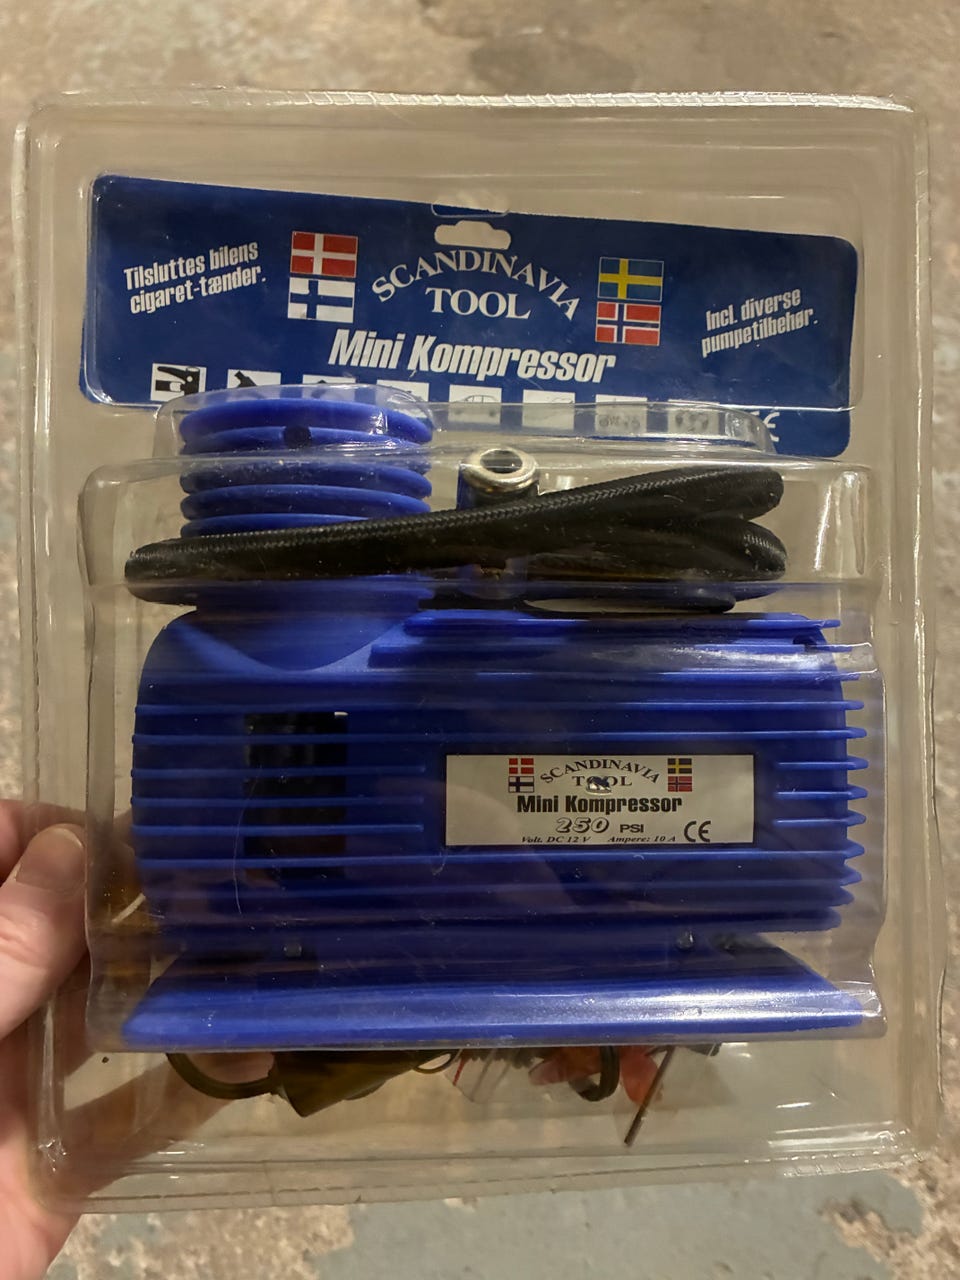 Tilsluttes bilens
cigaret-tænder.
SCANDINAVIA
TOOL
Mini Kompressor
Incl. diverse
pumpetilbehør.
CE
SCANDINAVIA
TOOL
Mini Kompressor
250 PSI
Volt. DC 12 V Ampere: 10 A
CE